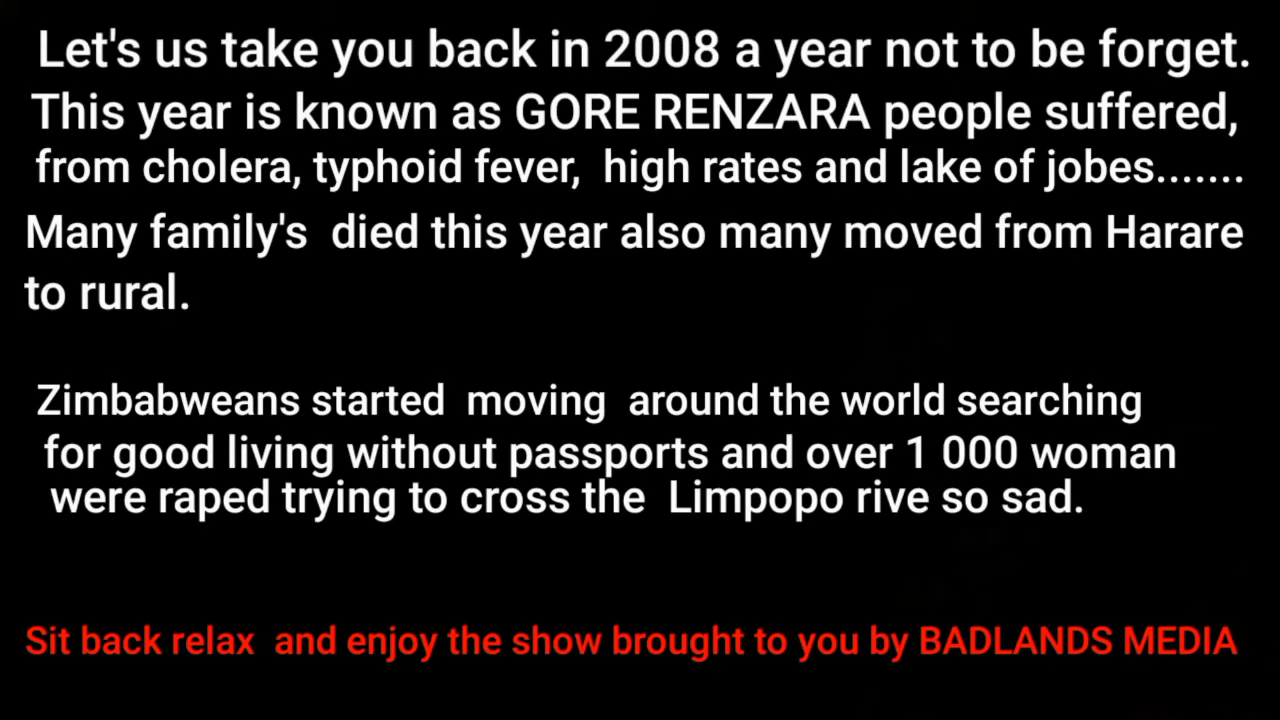 Let's us take you back in 2008 a year not to be forget.
This year is known as GORE RENZARA people suffered,
from cholera, typhoid fever, high rates and lake of jobes.......
Many family's died this year also many moved from Harare
to rural.
Zimbabweans started moving around the world searching
for good living without passports and over 1 000 woman
were raped trying to cross the Limpopo rive so sad.
Sit back relax and enjoy the show brought to you by BADLANDS MEDIA